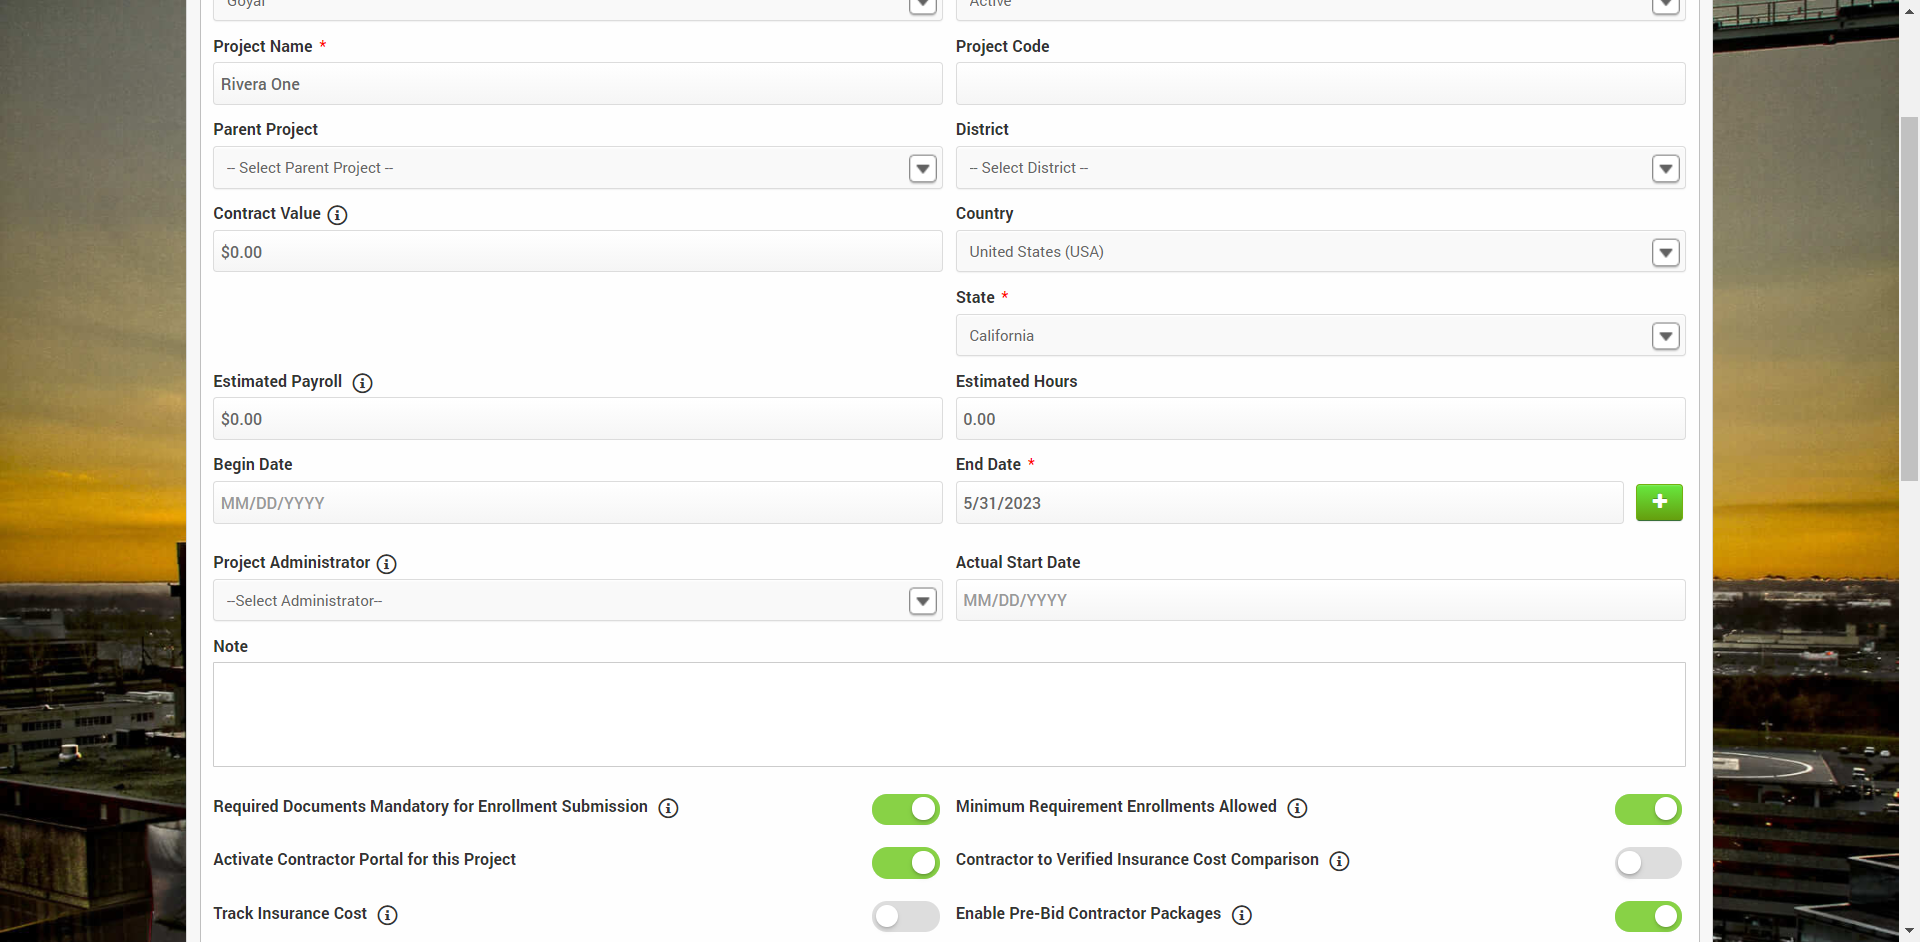 Goyal
Active
Project Name *
Project Code
Rivera One
Parent Project
District
-- Select Parent Project --
-- Select District --
Contract Value
Country
$0.00
United States (USA)
State *
California
Estimated Payroll
Estimated Hours
$0.00
0.00
Begin Date
End Date *
MM/DD/YYYY
5/31/2023
Project Administrator
Actual Start Date
--Select Administrator--
MM/DD/YYYY
Note
Required Documents Mandatory for Enrollment Submission
Minimum Requirement Enrollments Allowed
Activate Contractor Portal for this Project
Contractor to Verified Insurance Cost Comparison
Track Insurance Cost
Enable Pre-Bid Contractor Packages